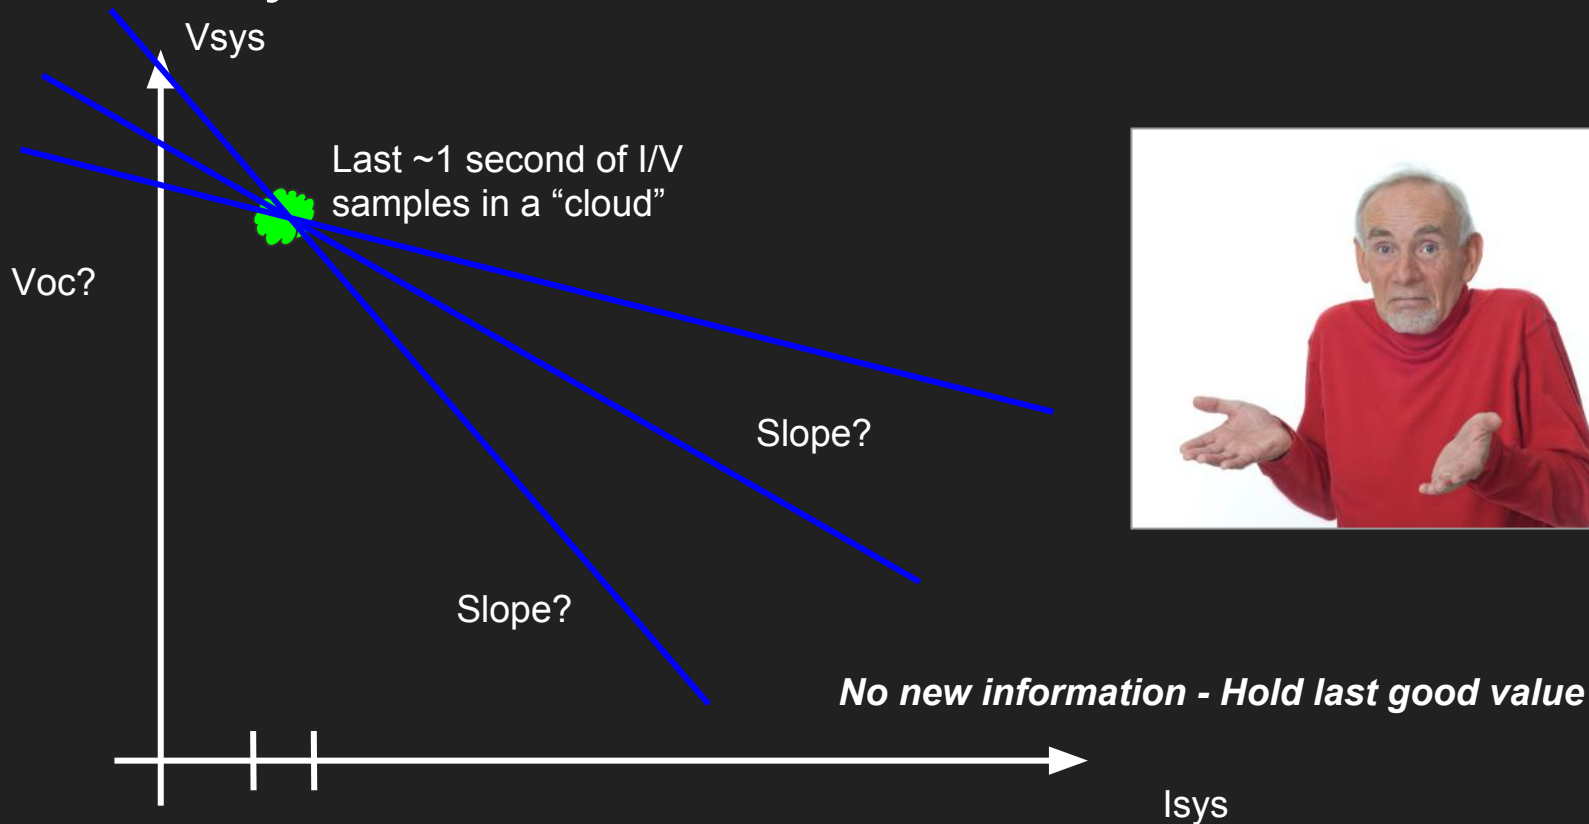 Vsys
Last ~1 second of I/V
samples in a “cloud”
Voc?
Slope?
Slope?
No new information - Hold last good value
Isys